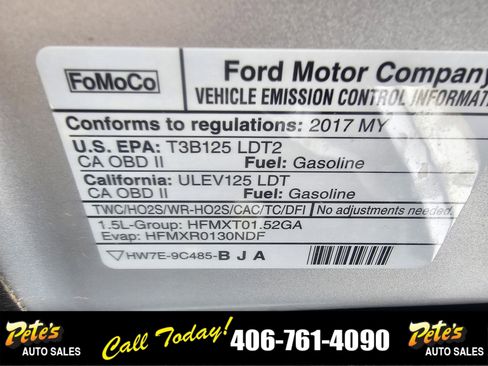 FoMoCo
Ford Motor Company
VEHICLE EMISSION CONTROL INFORMAT
Conforms to regulations: 2017 MY
U.S. EPA: T3B125 LDT2
CA OBD II Fuel: Gasoline
California: ULEV125 LDT
CA OBD II Fuel: Gasoline
TWC/HO2S/WR-HO2S/CAC/TC/DFI No adjustments needed.
1.5L-Group: HFMXT01.52GA
Evap: HFMXR0130NDF
HW7E-9C485-B J A
Pete's AUTO SALES
Call Today! 406-761-4090
Pete's AUTO SALES